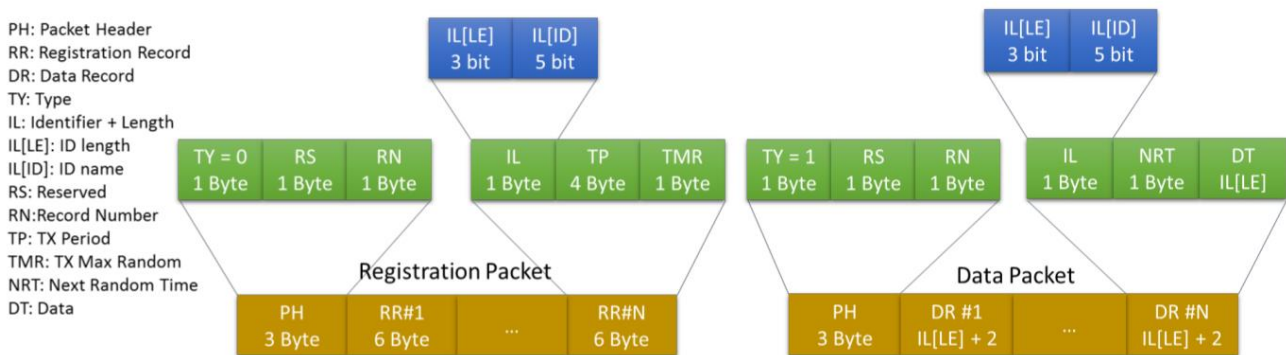 PH: Packet Header
RR: Registration Record
DR: Data Record
TY: Type
IL: Identifier + Length
IL[LE]: ID length
IL[ID]: ID name
RS: Reserved
RN:Record Number
TP: TX Period
TMR: TX Max Random
NRT: Next Random Time
DT: Data
IL[LE] IL[ID]
3 bit 5 bit
TY = 0 RS RN
1 Byte 1 Byte 1 Byte
IL TP TMR
1 Byte 4 Byte 1 Byte
Registration Packet
PH RR#1 ... RR#N
3 Byte 6 Byte 6 Byte
IL[LE] IL[ID]
3 bit 5 bit
TY = 1 RS RN
1 Byte 1 Byte 1 Byte
IL NRT DT
1 Byte 1 Byte IL[LE]
Data Packet
PH DR #1 ... DR #N
3 Byte IL[LE] + 2 IL[LE] + 2